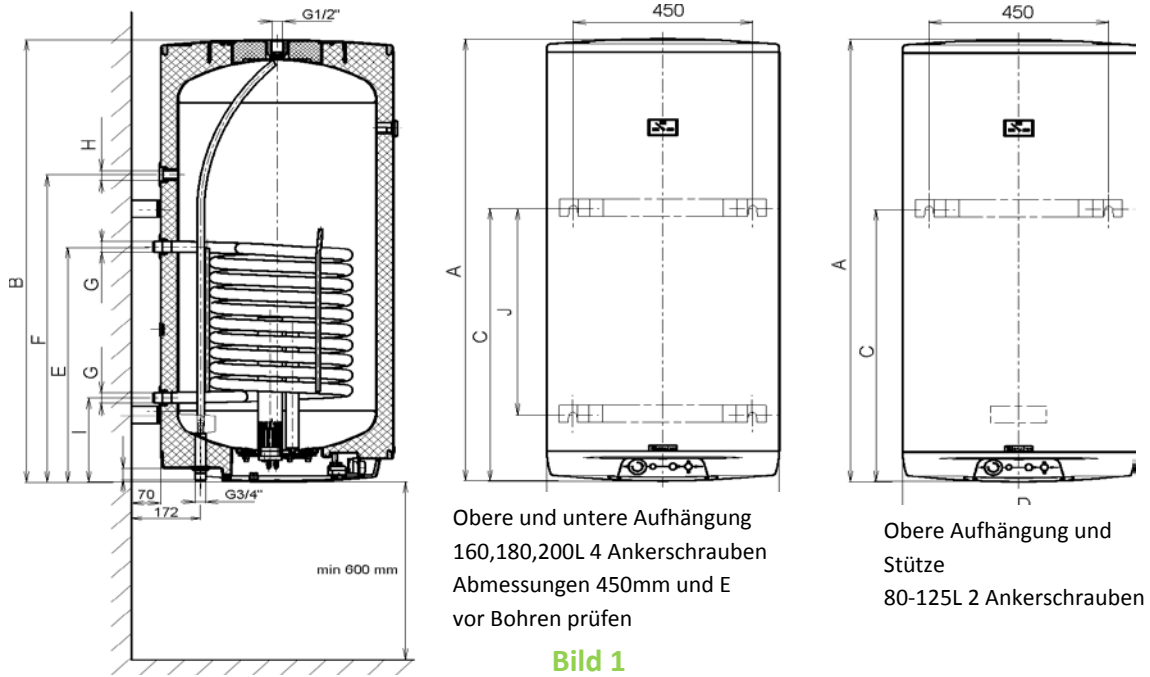 G1/2"
450
450
H
B
F
E
G
G
I
A
J
C
A
C
70
172
G3/4"
D
min 600 mm
Obere und untere Aufhängung
160,180,200L 4 Ankerschrauben
Abmessungen 450mm und E
vor Bohren prüfen
Obere Aufhängung und
Stütze
80-125L 2 Ankerschrauben
Bild 1